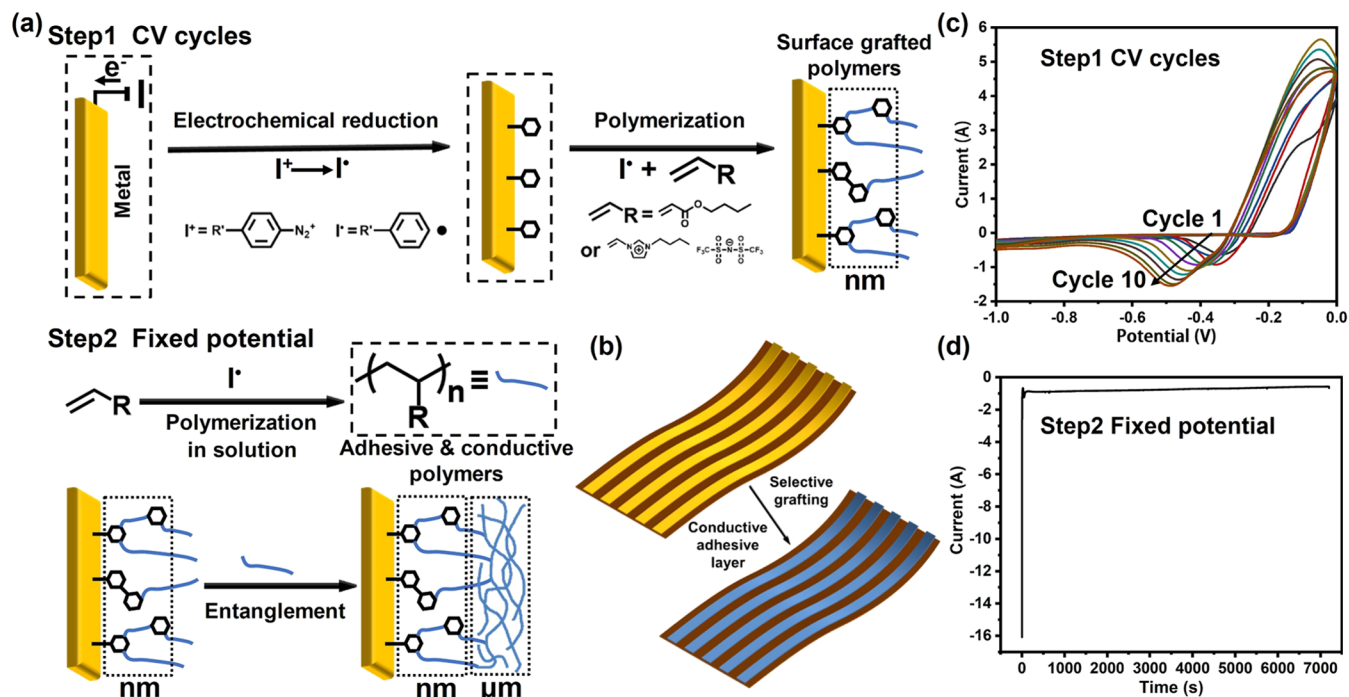 (a)
Step1 CV cycles
e⁻
I
Metal
Electrochemical reduction
I⁺ I•
I⁺= R' N₂⁺ I•= R'
Polymerization
I• + R
R= O O
or N N ⊕ F₃C-S-N-S-CF₃ O O O O ⊖
Surface grafted
polymers
nm
Step2 Fixed potential
R
I•
Polymerization
in solution
( )n ≡
R
Adhesive & conductive
polymers
nm
Entanglement
nm μm
(b)
Selective
grafting
Conductive
adhesive
layer
(c)
Step1 CV cycles
Cycle 1
Cycle 10
Current (A)
6
5
4
3
2
1
0
-1
-2
-1.0 -0.8 -0.6 -0.4 -0.2 0.0
Potential (V)
(d)
Step2 Fixed potential
Current (A)
0
-2
-4
-6
-8
-10
-12
-14
-16
0 1000 2000 3000 4000 5000 6000 7000
Time (s)